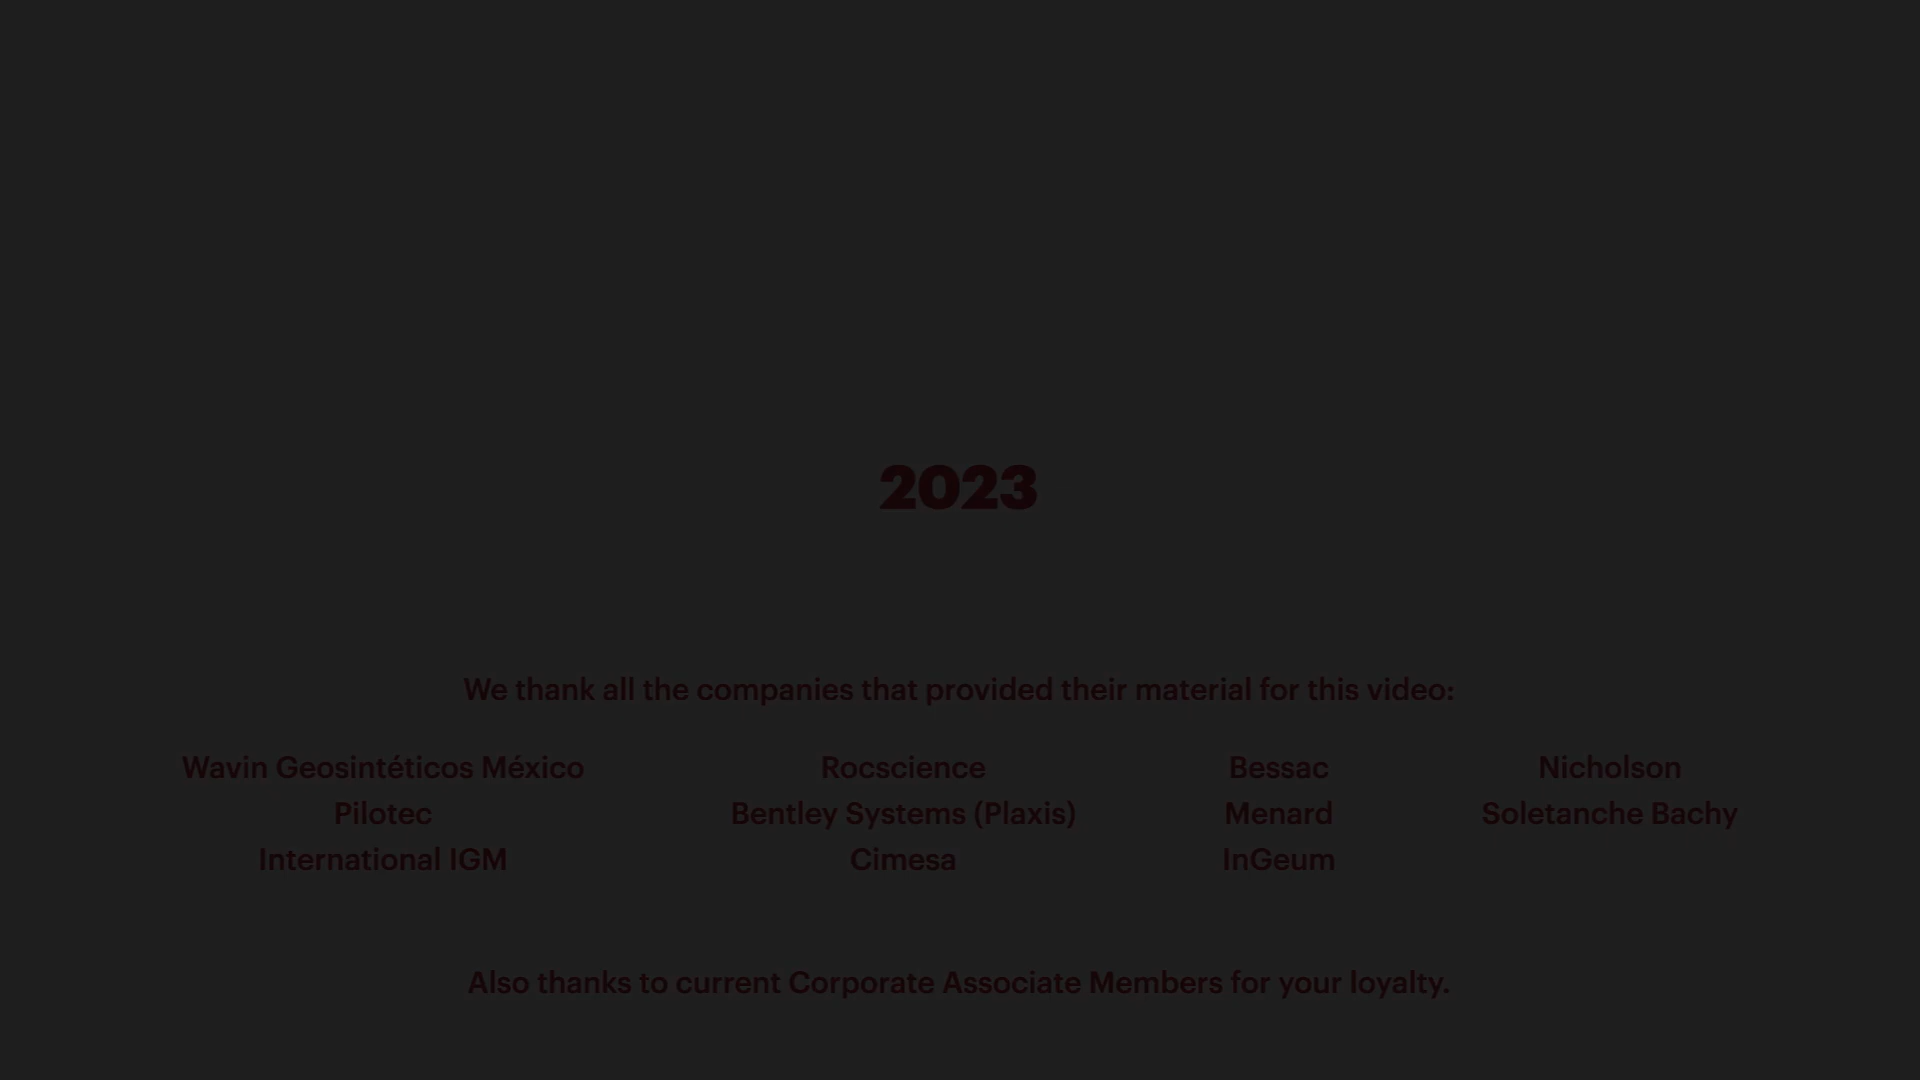 2023
We thank all the companies that provided their material for this video:
Wavin Geosintéticos México
Pilotec
International IGM
Rocscience
Bentley Systems (Plaxis)
Cimesa
Bessac
Menard
InGeum
Nicholson
Soletanche Bachy
Also thanks to current Corporate Associate Members for your loyalty.